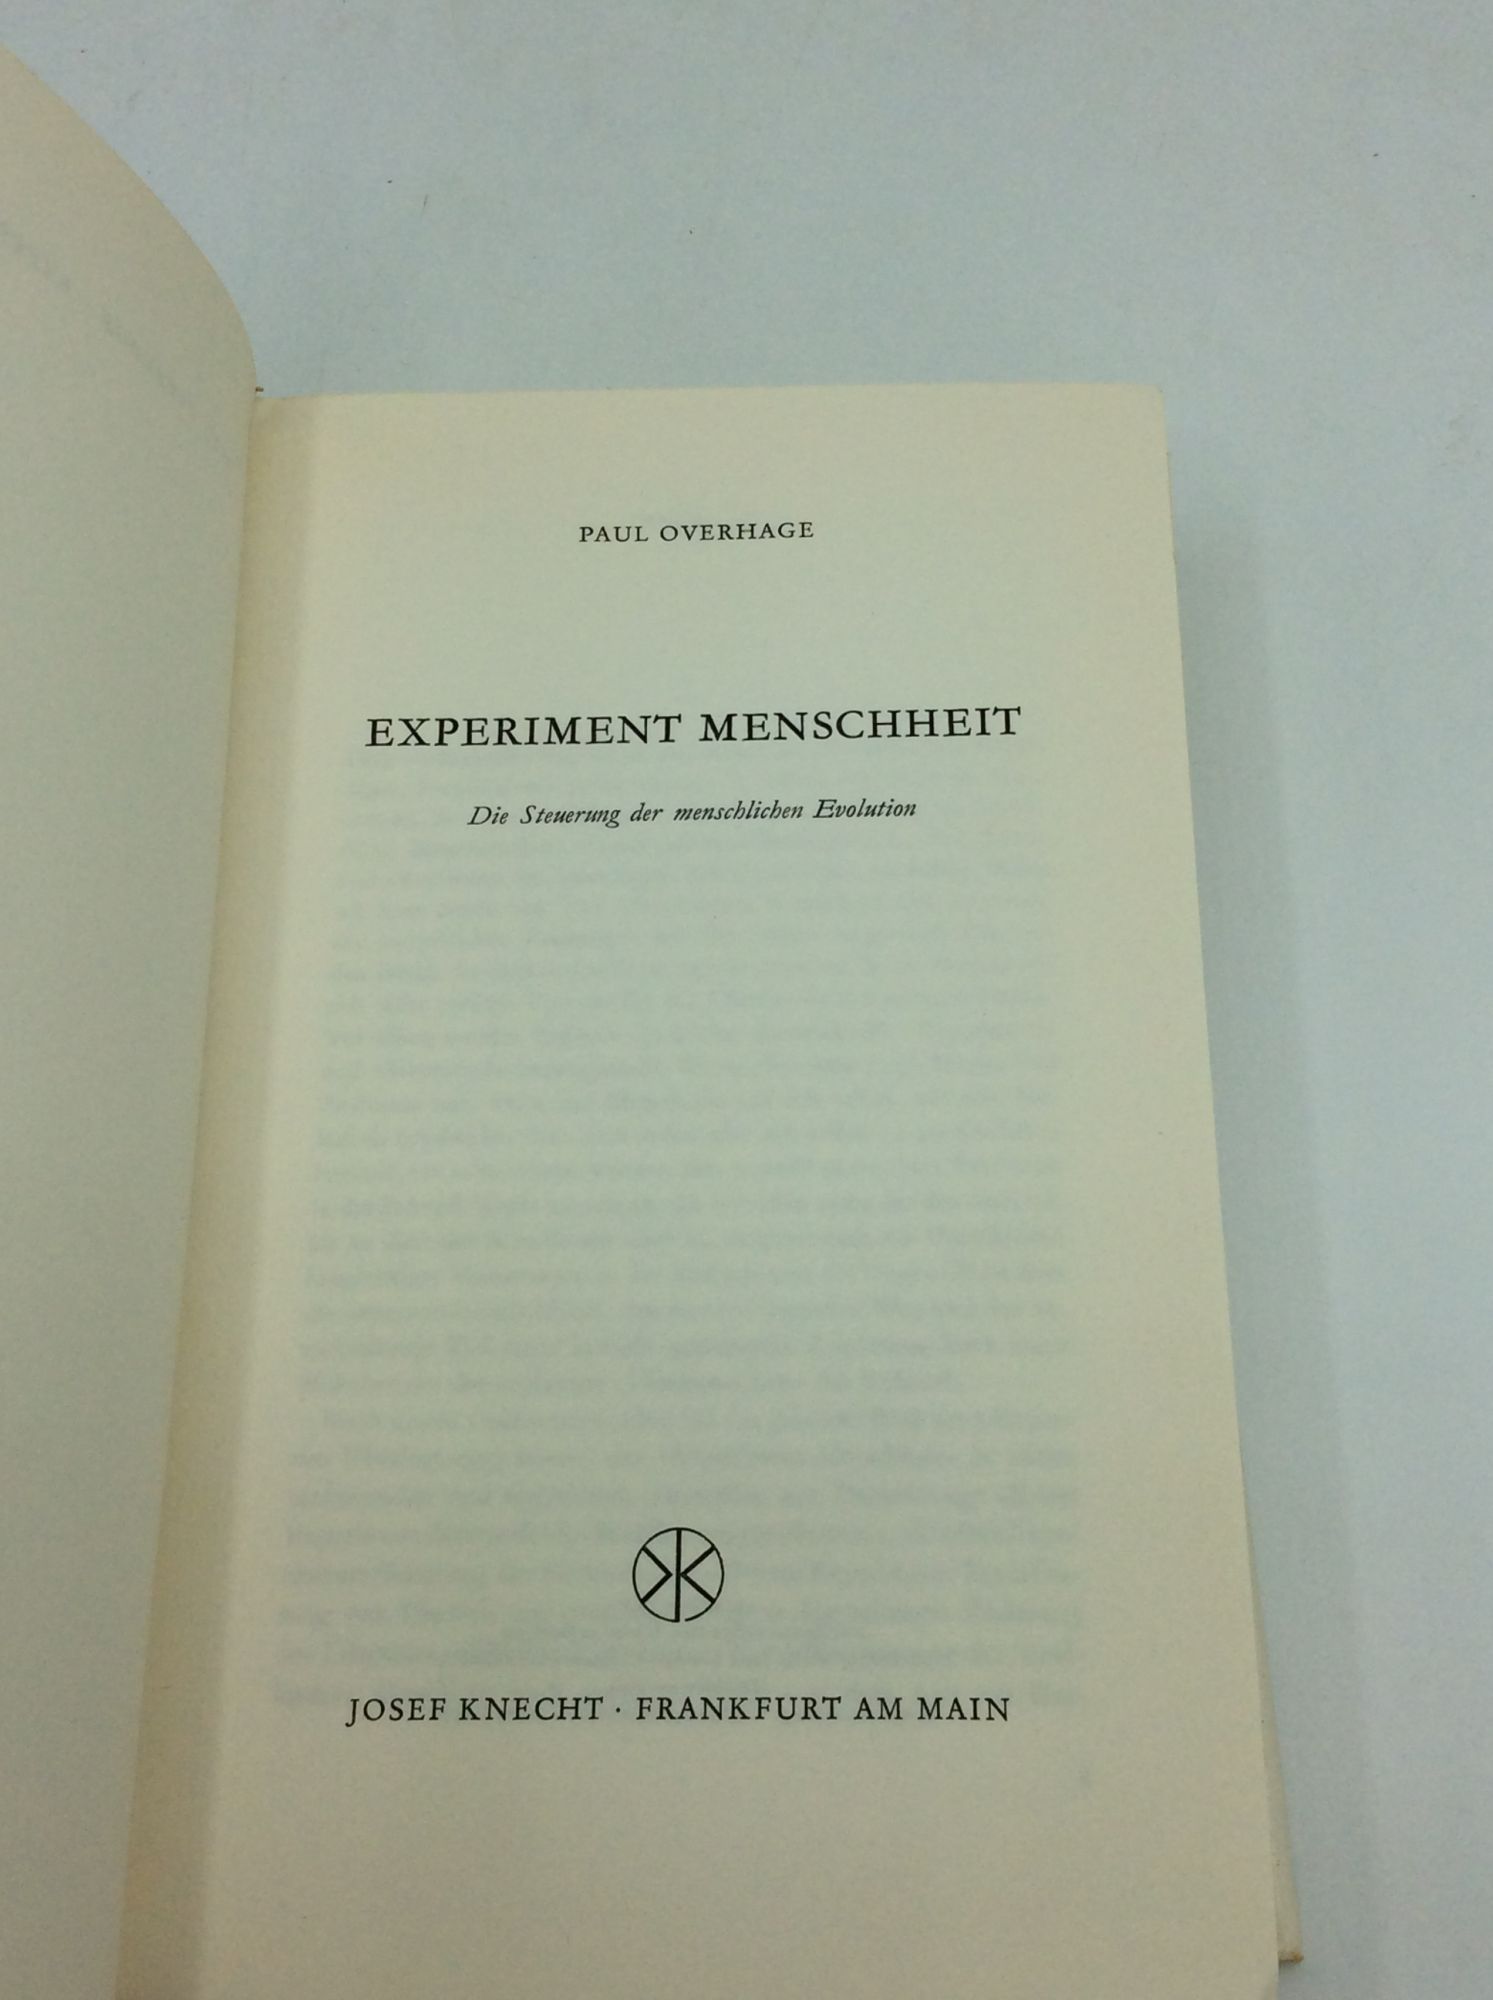 PAUL OVERHAGE
EXPERIMENT MENSCHHEIT
Die Steuerung der menschlichen Evolution
JOSEF KNECHT · FRANKFURT AM MAIN